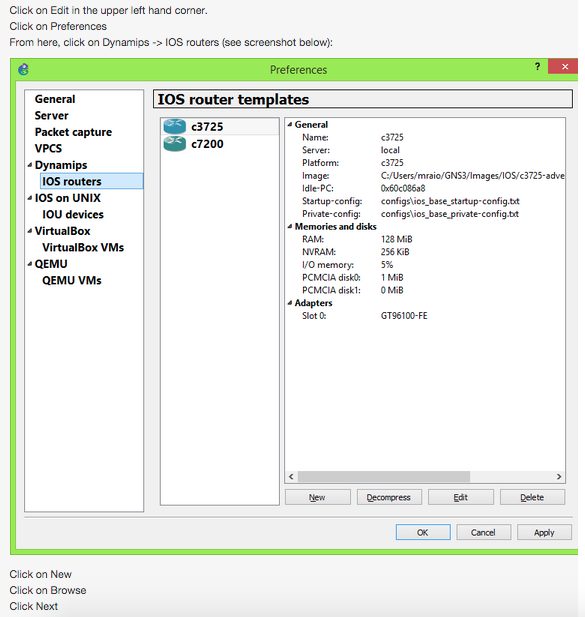 Click on Edit in the upper left hand corner.
Click on Preferences
From here, click on Dynamips -> IOS routers (see screenshot below):
Preferences
?
x
General
Server
Packet capture
VPCS
Dynamips
IOS routers
IOS on UNIX
IOU devices
VirtualBox
VirtualBox VMs
QEMU
QEMU VMs
IOS router templates
c3725
c7200
General
Name: c3725
Server: local
Platform: c3725
Image: C:/Users/mraio/GNS3/Images/IOS/c3725-adve
Idle-PC: 0x60c086a8
Startup-config: configs\ios_base_startup-config.txt
Private-config: configs\ios_base_private-config.txt
Memories and disks
RAM: 128 MiB
NVRAM: 256 KiB
I/O memory: 5%
PCMCIA disk0: 1 MiB
PCMCIA disk1: 0 MiB
Adapters
Slot 0: GT96100-FE
New Decompress Edit Delete
OK Cancel Apply
Click on New
Click on Browse
Click Next